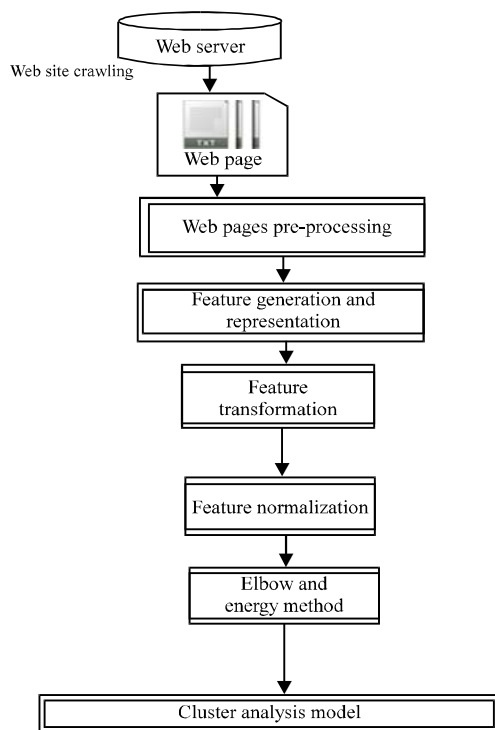 Web server
Web site crawling
TXT
Web page
Web pages pre-processing
Feature generation and
representation
Feature
transformation
Feature normalization
Elbow and
energy method
Cluster analysis model